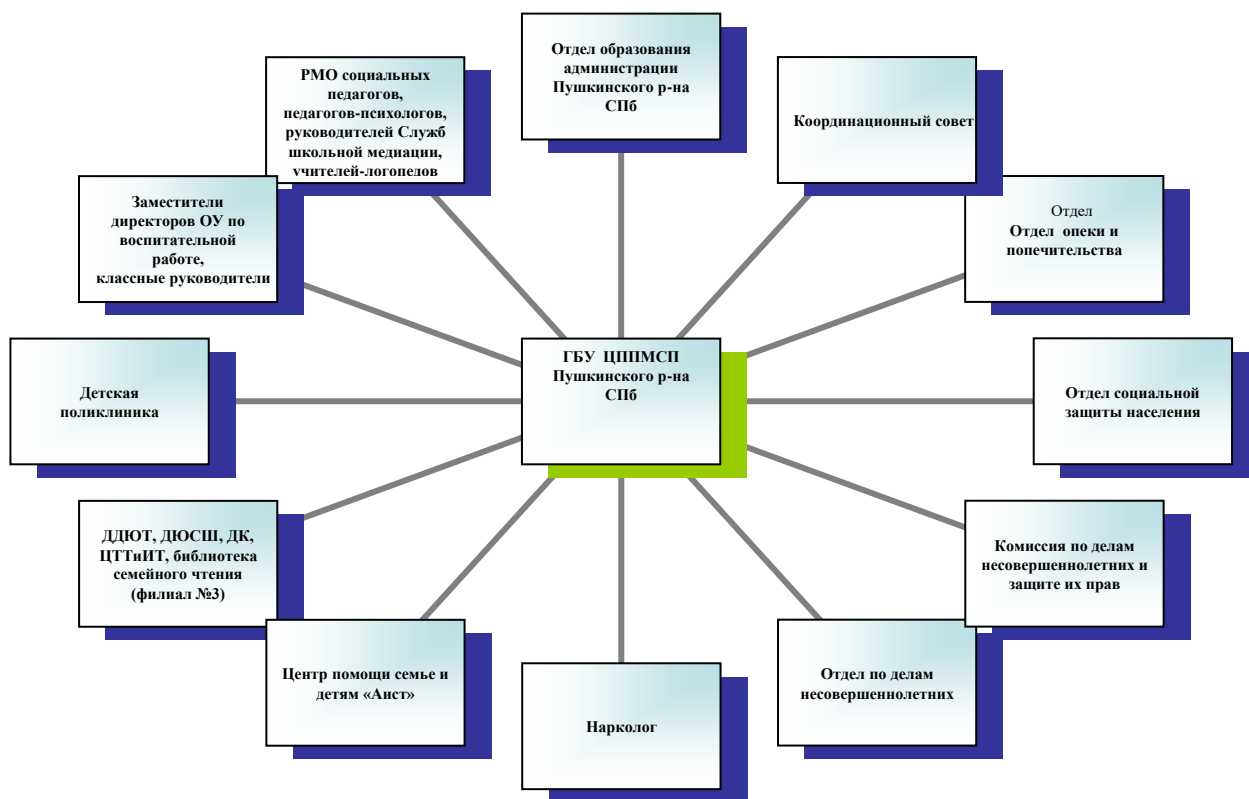 Отдел образования
администрации
Пушкинского р-на
СПб
РМО социальных
педагогов,
педагогов-психологов,
руководителей Служб
школьной медиации,
учителей-логопедов
Координационный совет
Заместители
директоров ОУ по
воспитательной
работе,
классные руководители
Отдел
Отдел опеки и
попечительства
ГБУ ЦППМСП
Пушкинского р-на
СПб
Детская
поликлиника
Отдел социальной
защиты населения
ДДЮТ, ДЮСШ, ДК,
ЦТТиИТ, библиотека
семейного чтения
(филиал №3)
Комиссия по делам
несовершеннолетних и
защите их прав
Центр помощи семье и
детям «Аист»
Нарколог
Отдел по делам
несовершеннолетних